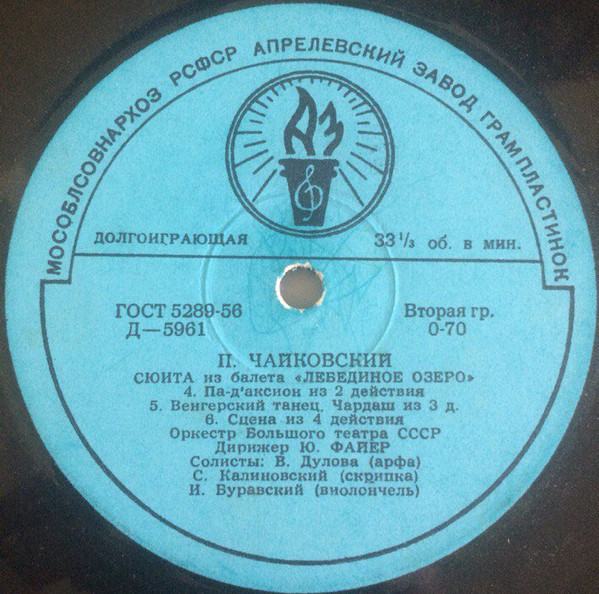 МОСОБЛСОВНАРХОЗ РСФСР АПРЕЛЕВСКИЙ ЗАВОД ГРАМПЛАСТИНОК
АЗ
ДОЛГОИГРАЮЩАЯ 33 1/3 об. в мин.
ГОСТ 5289-56 Вторая гр.
Д—5961 0-70
П. ЧАЙКОВСКИЙ
СЮИТА из балета «ЛЕБЕДИНОЕ ОЗЕРО»
4. Па-д'аксион из 2 действия
5. Венгерский танец. Чардаш из 3 д.
6. Сцена из 4 действия
Оркестр Большого театра СССР
Дирижер Ю. ФАЙЕР
Солисты: В. Дулова (арфа)
С. Калиновский (скрипка)
И. Буравский (виолончель)